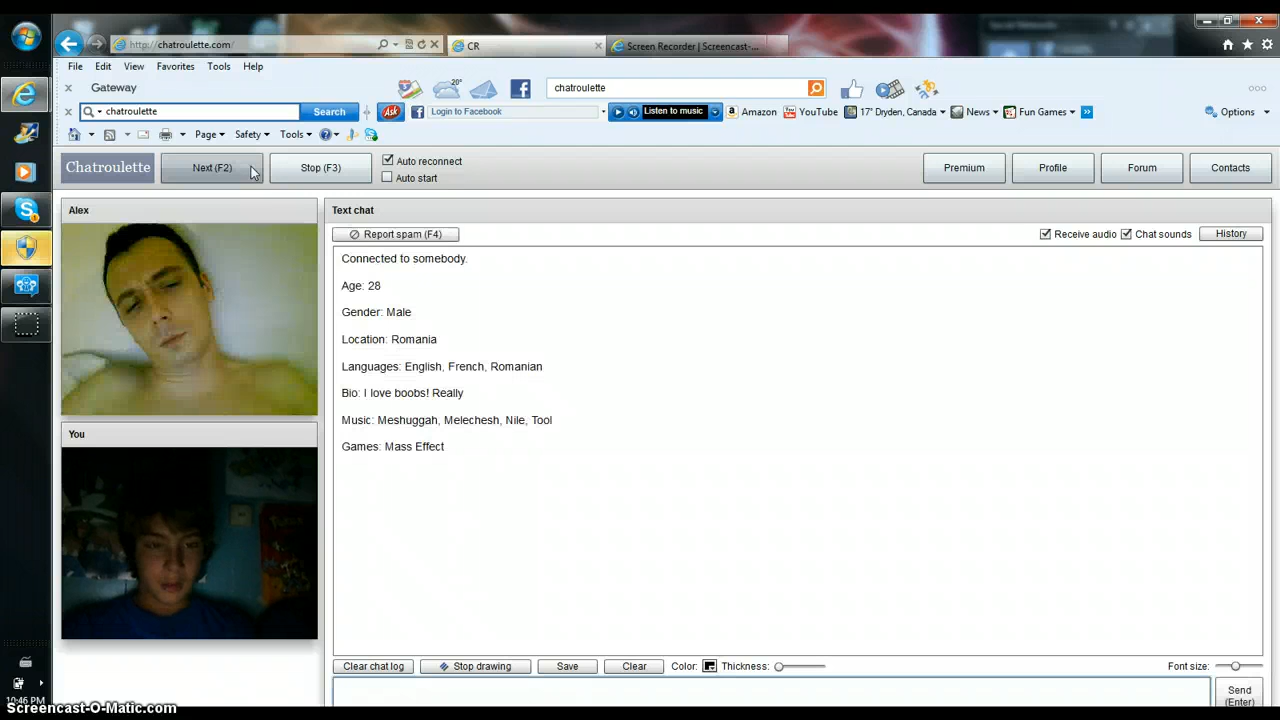 http://chatroulette.com/
CR
Screen Recorder | Screencast-...
File Edit View Favorites Tools Help
Gateway
20°
chatroulette
chatroulette
Search
Ask
Login to Facebook
Listen to music
Amazon
YouTube
17° Dryden, Canada
News
Fun Games
Options
Page Safety Tools
Chatroulette
Next (F2)
Stop (F3)
Auto reconnect
Auto start
Premium
Profile
Forum
Contacts
Alex
Text chat
Report spam (F4)
Receive audio
Chat sounds
History
Connected to somebody.
Age: 28
Gender: Male
Location: Romania
Languages: English, French, Romanian
Bio: I love boobs! Really
Music: Meshuggah, Melechesh, Nile, Tool
Games: Mass Effect
You
Clear chat log
Stop drawing
Save
Clear
Color:
Thickness:
Font size:
Send
(Enter)
10:46 PM
Screencast-O-Matic.com